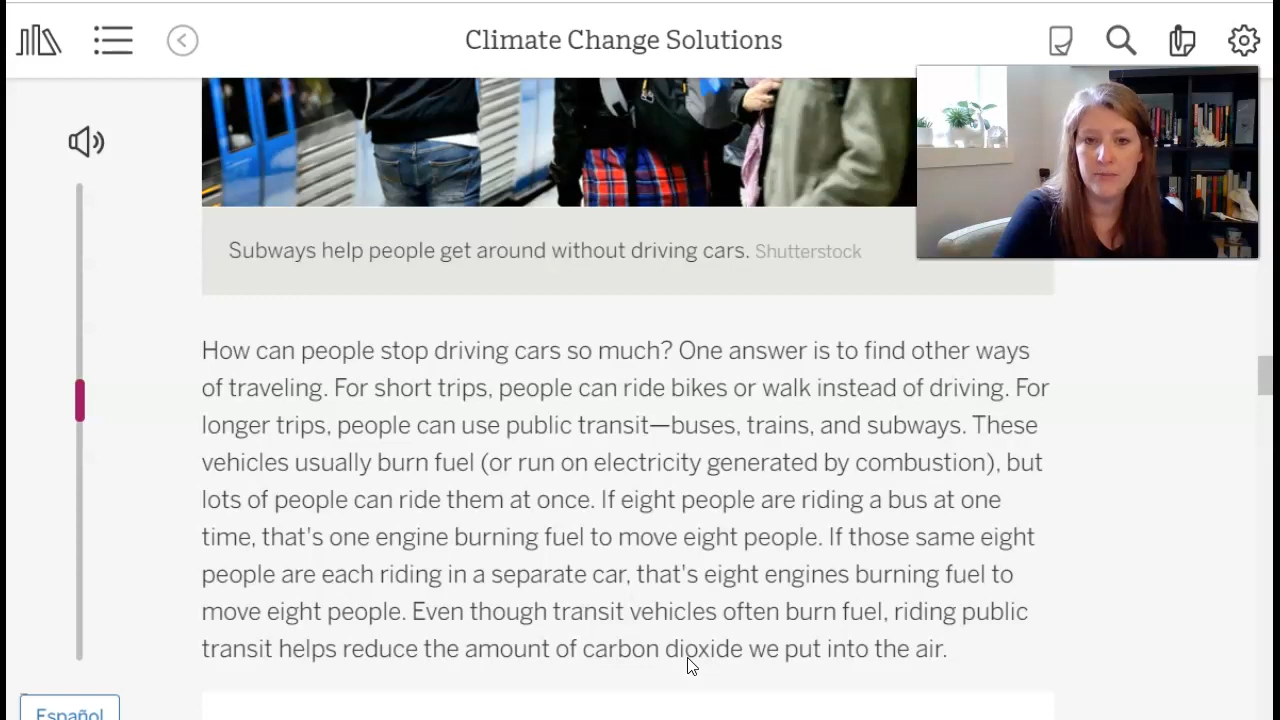 Climate Change Solutions
Subways help people get around without driving cars. Shutterstock
How can people stop driving cars so much? One answer is to find other ways
of traveling. For short trips, people can ride bikes or walk instead of driving. For
longer trips, people can use public transit—buses, trains, and subways. These
vehicles usually burn fuel (or run on electricity generated by combustion), but
lots of people can ride them at once. If eight people are riding a bus at one
time, that's one engine burning fuel to move eight people. If those same eight
people are each riding in a separate car, that's eight engines burning fuel to
move eight people. Even though transit vehicles often burn fuel, riding public
transit helps reduce the amount of carbon dioxide we put into the air.
Español